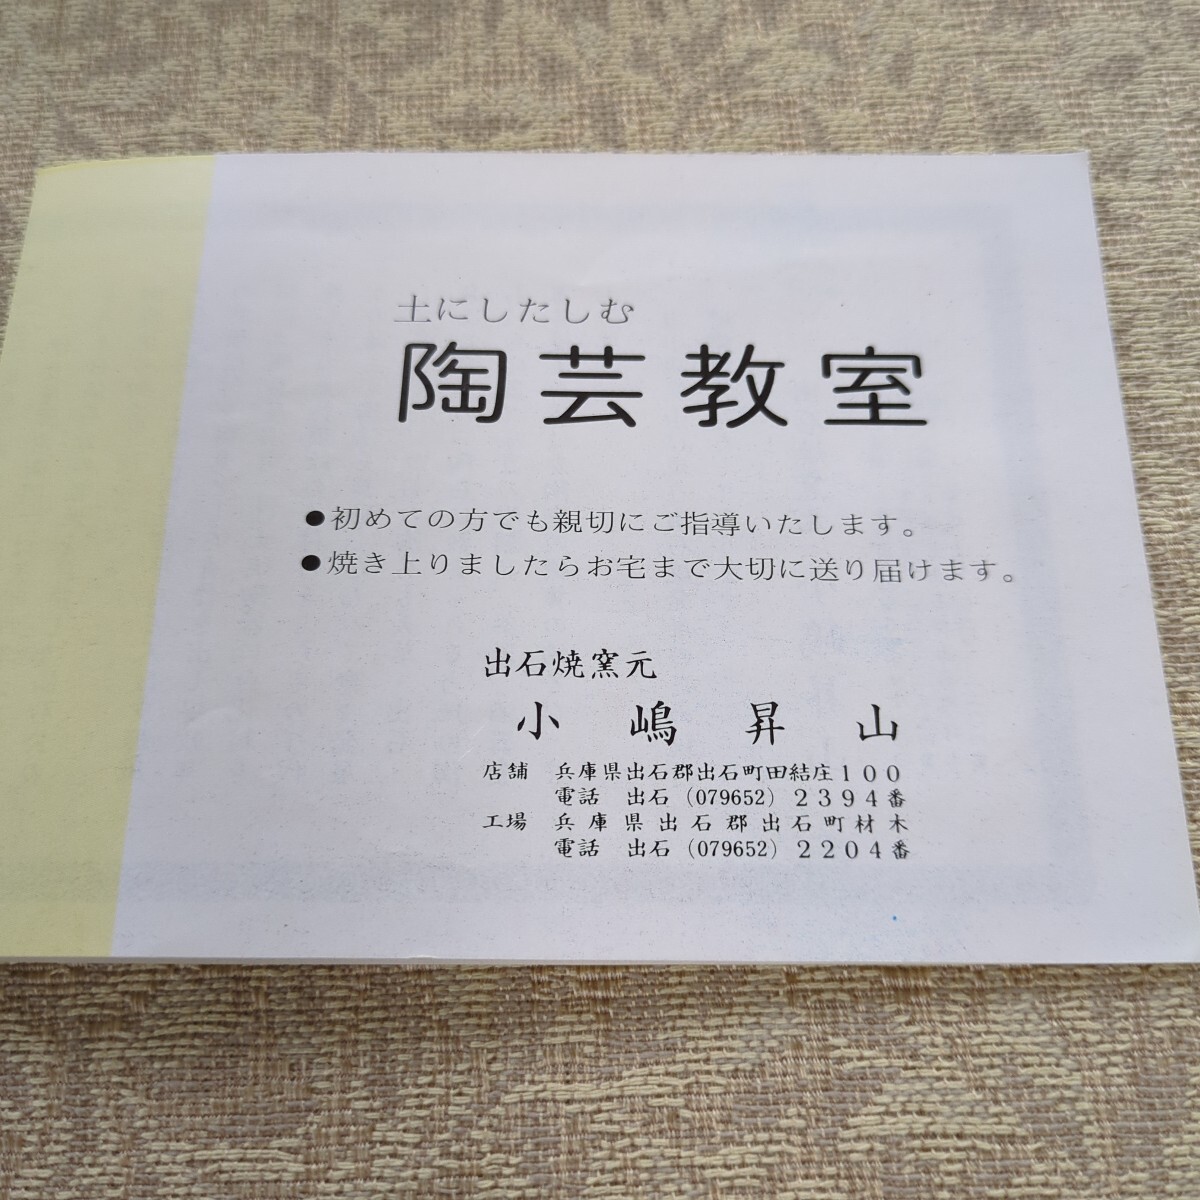 土にしたしむ
陶芸教室
●初めての方でも親切にご指導いたします。
●焼き上りましたらお宅まで大切に送り届けます。
出石焼窯元
小嶋昇山
店舗 兵庫県出石郡出石町田結庄１００
電話 出石(079652)２３９４番
工場 兵庫県出石郡出石町材木
電話 出石(079652)２２０４番